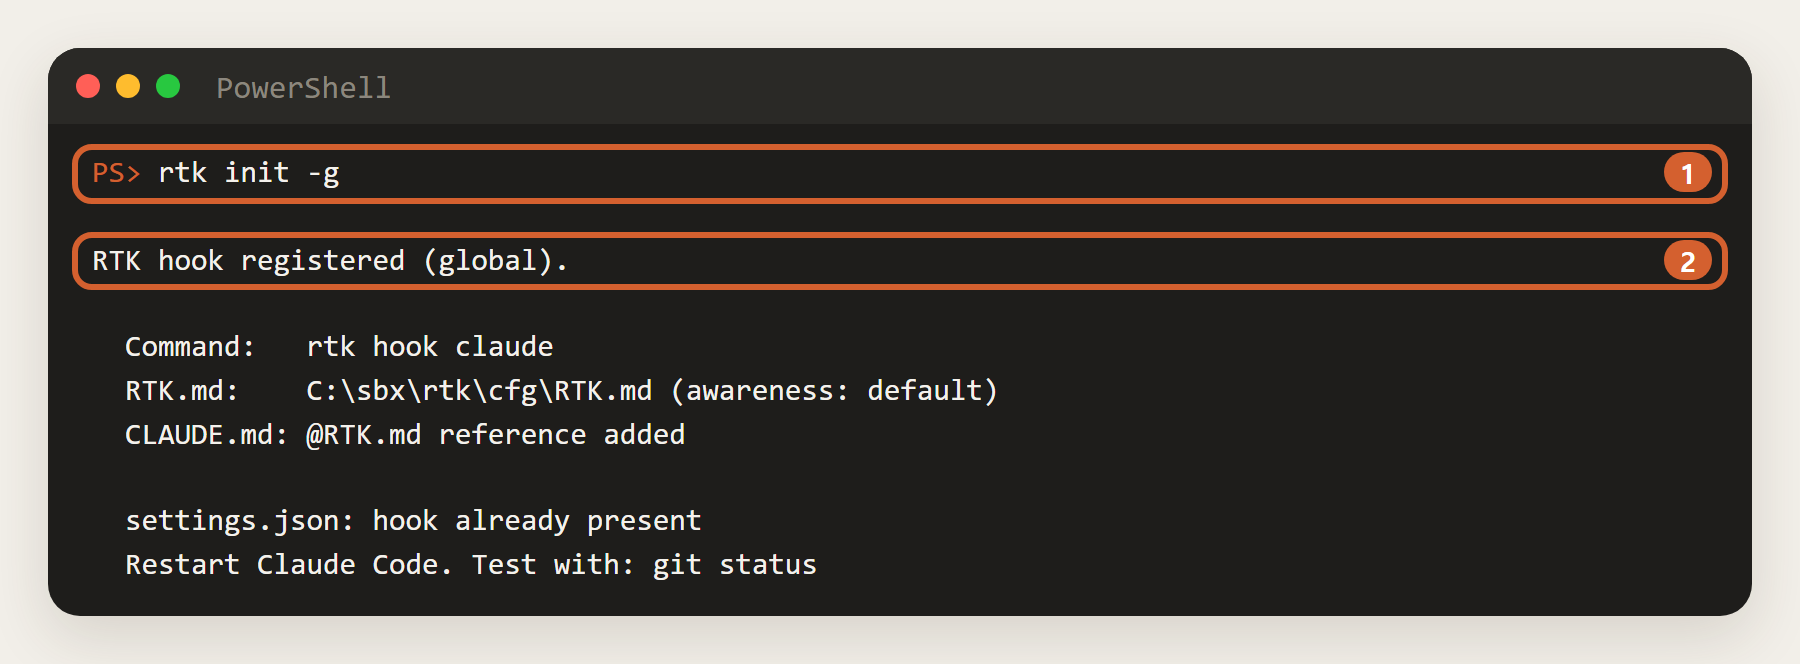 PowerShell
PS> rtk init -g
1
RTK hook registered (global).
2
Command:   rtk hook claude
RTK.md:    C:\sbx\rtk\cfg\RTK.md (awareness: default)
CLAUDE.md: @RTK.md reference added
settings.json: hook already present
Restart Claude Code. Test with: git status